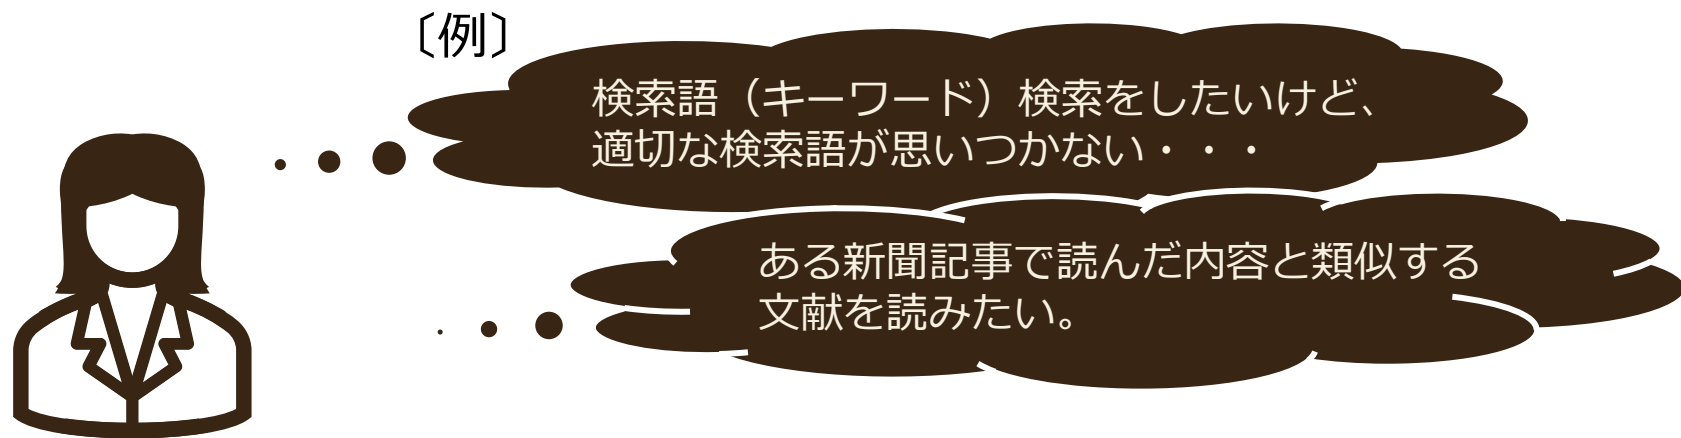 〔例〕
検索語（キーワード）検索をしたいけど、
適切な検索語が思いつかない・・・
ある新聞記事で読んだ内容と類似する
文献を読みたい。